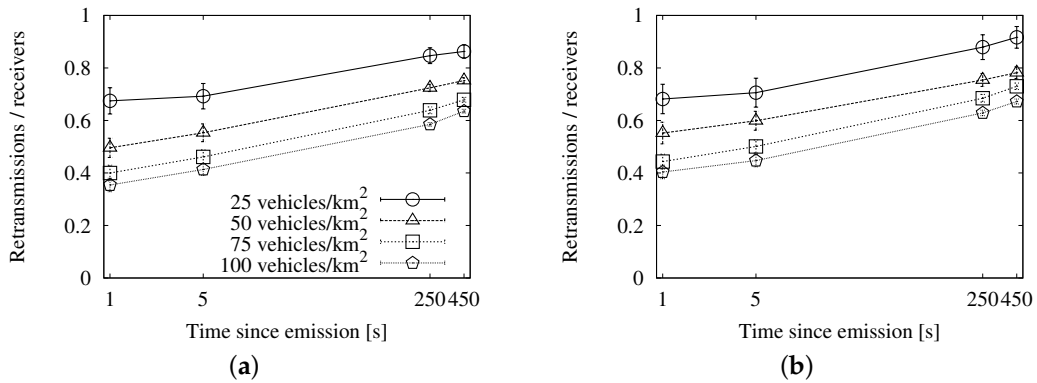 1
0.8
0.6
0.4
0.2
0
Retransmissions / receivers
25 vehicles/km²
50 vehicles/km²
75 vehicles/km²
100 vehicles/km²
1 5 250 450
Time since emission [s]
(a)
1
0.8
0.6
0.4
0.2
0
Retransmissions / receivers
1 5 250 450
Time since emission [s]
(b)